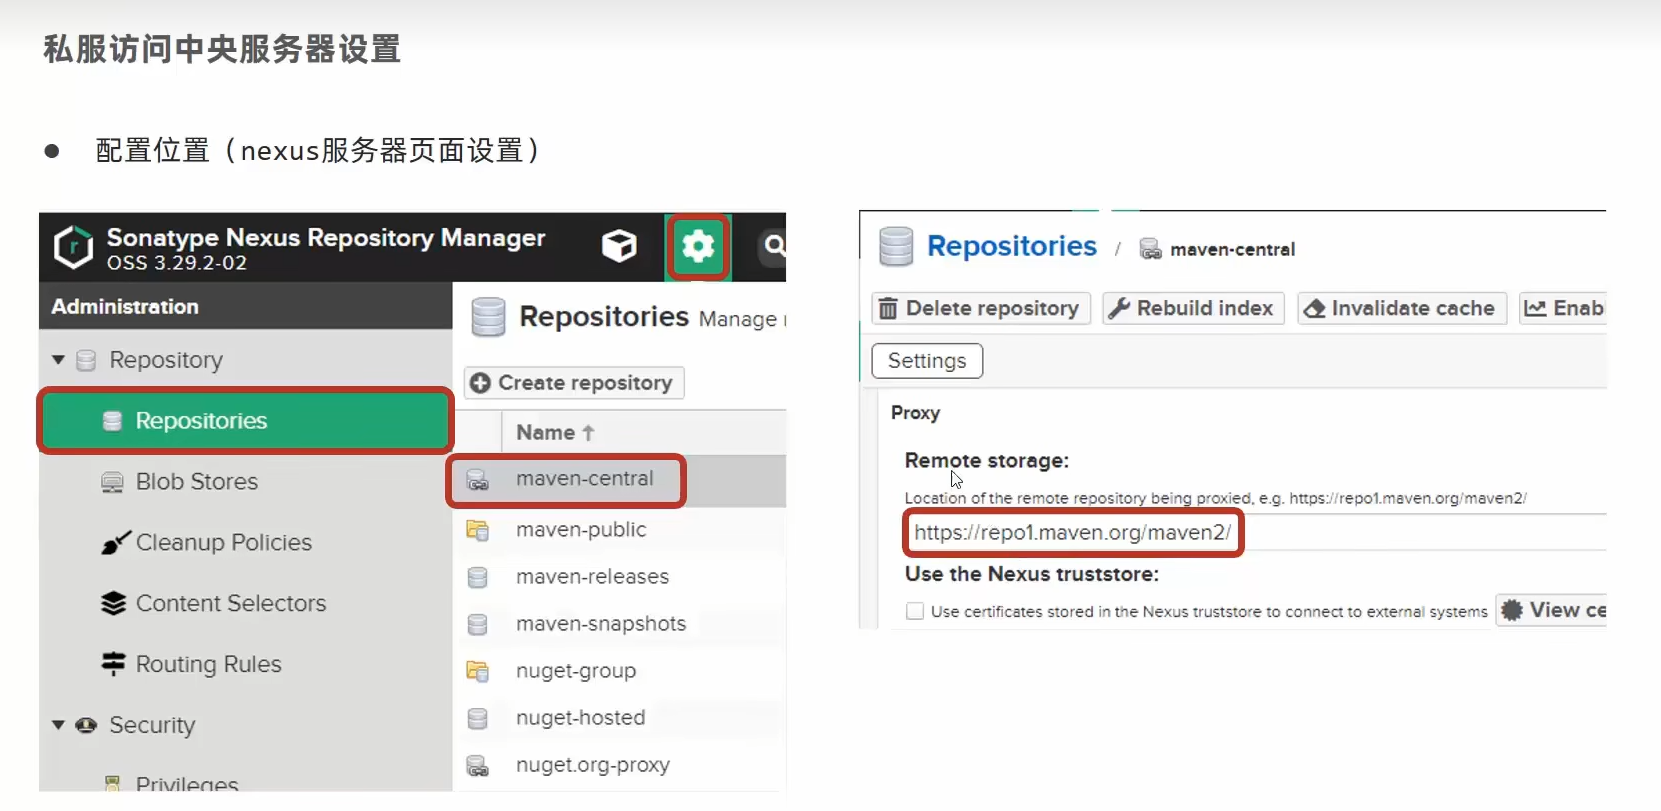 私服访问中央服务器设置
● 配置位置（nexus服务器页面设置）
Sonatype Nexus Repository Manager
OSS 3.29.2-02
Administration
Repository
Repositories
Blob Stores
Cleanup Policies
Content Selectors
Routing Rules
Security
Privileges
Repositories Manage
Create repository
Name ↑
maven-central
maven-public
maven-releases
maven-snapshots
nuget-group
nuget-hosted
nuget.org-proxy
Repositories / maven-central
Delete repository Rebuild index Invalidate cache Enab
Settings
Proxy
Remote storage:
Location of the remote repository being proxied, e.g. https://repo1.maven.org/maven2/
https://repo1.maven.org/maven2/
Use the Nexus truststore:
Use certificates stored in the Nexus truststore to connect to external systems View ce